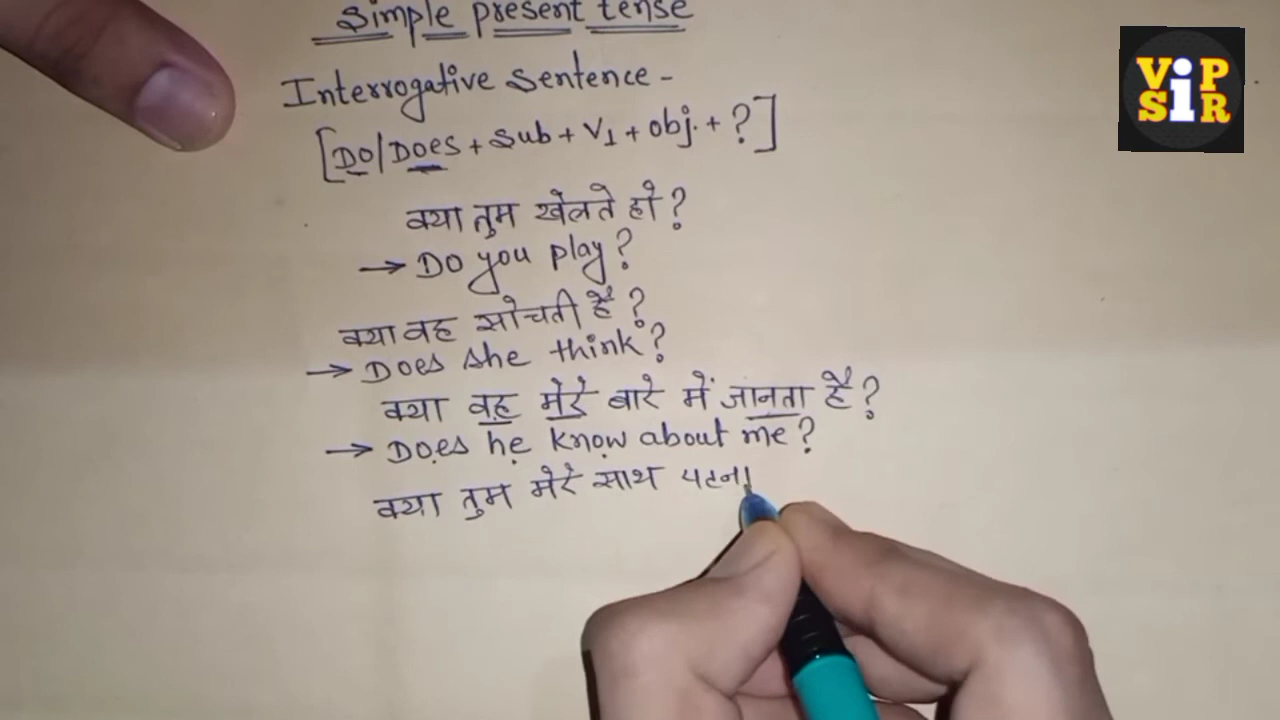 Simple present tense
Interrogative Sentence -
[Do/Does + Sub + V1 + obj. + ?]
क्या तुम खेलते हो?
→ Do you play?
क्या वह सोचती है?
→ Does she think?
क्या वह मेरे बारे में जानता है?
→ Does he know about me?
क्या तुम मेरे साथ पटना
ViP
SiR